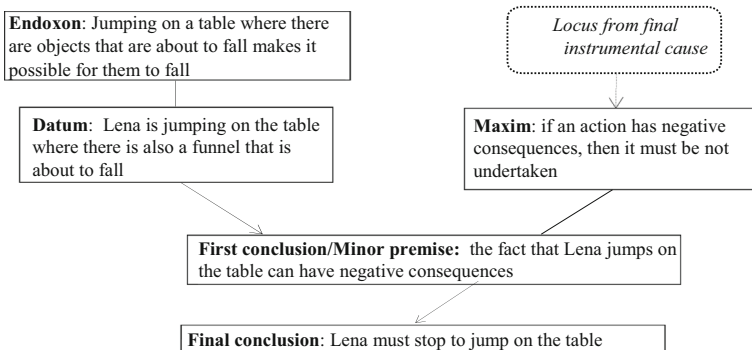 Endoxon: Jumping on a table where there
are objects that are about to fall makes it
possible for them to fall
Locus from final
instrumental cause
Datum: Lena is jumping on the table
where there is also a funnel that is
about to fall
Maxim: if an action has negative
consequences, then it must be not
undertaken
First conclusion/Minor premise: the fact that Lena jumps on
the table can have negative consequences
Final conclusion: Lena must stop to jump on the table